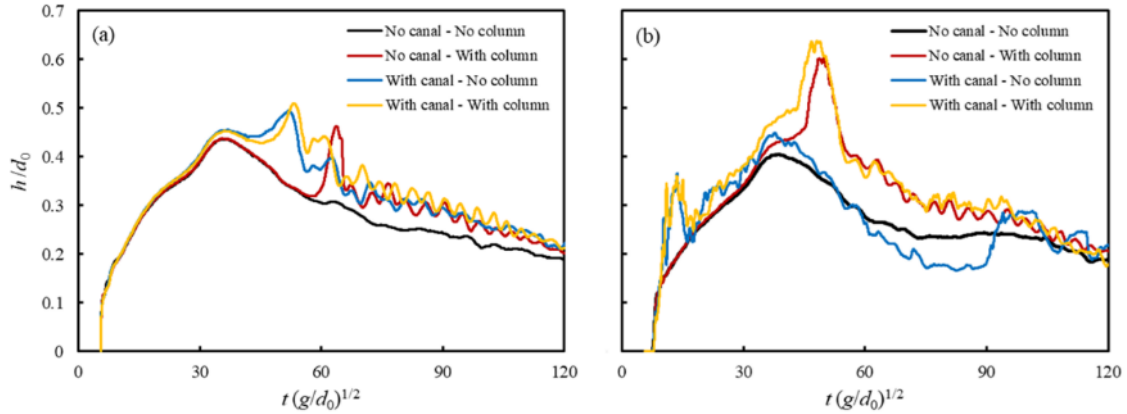 0.7
0.6
0.5
0.4
0.3
0.2
0.1
0
h/d0
(a)
No canal - No column
No canal - With column
With canal - No column
With canal - With column
0 30 60 90 120
t (g/d0)1/2
(b)
No canal - No column
No canal - With column
With canal - No column
With canal - With column
0 30 60 90 120
t (g/d0)1/2